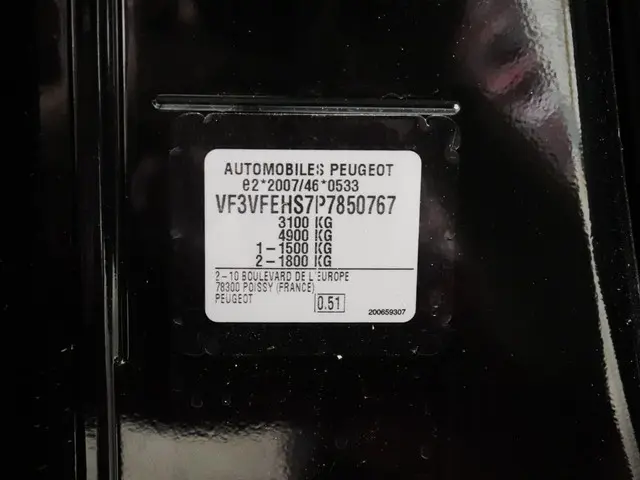 AUTOMOBILES PEUGEOT
e2*2007/46*0533
VF3VFEHS7P7850767
3100 KG
4900 KG
1-1500 KG
2-1800 KG
2-10 BOULEVARD DE L'EUROPE
78300 POISSY (FRANCE)
PEUGEOT
0.51
200659307